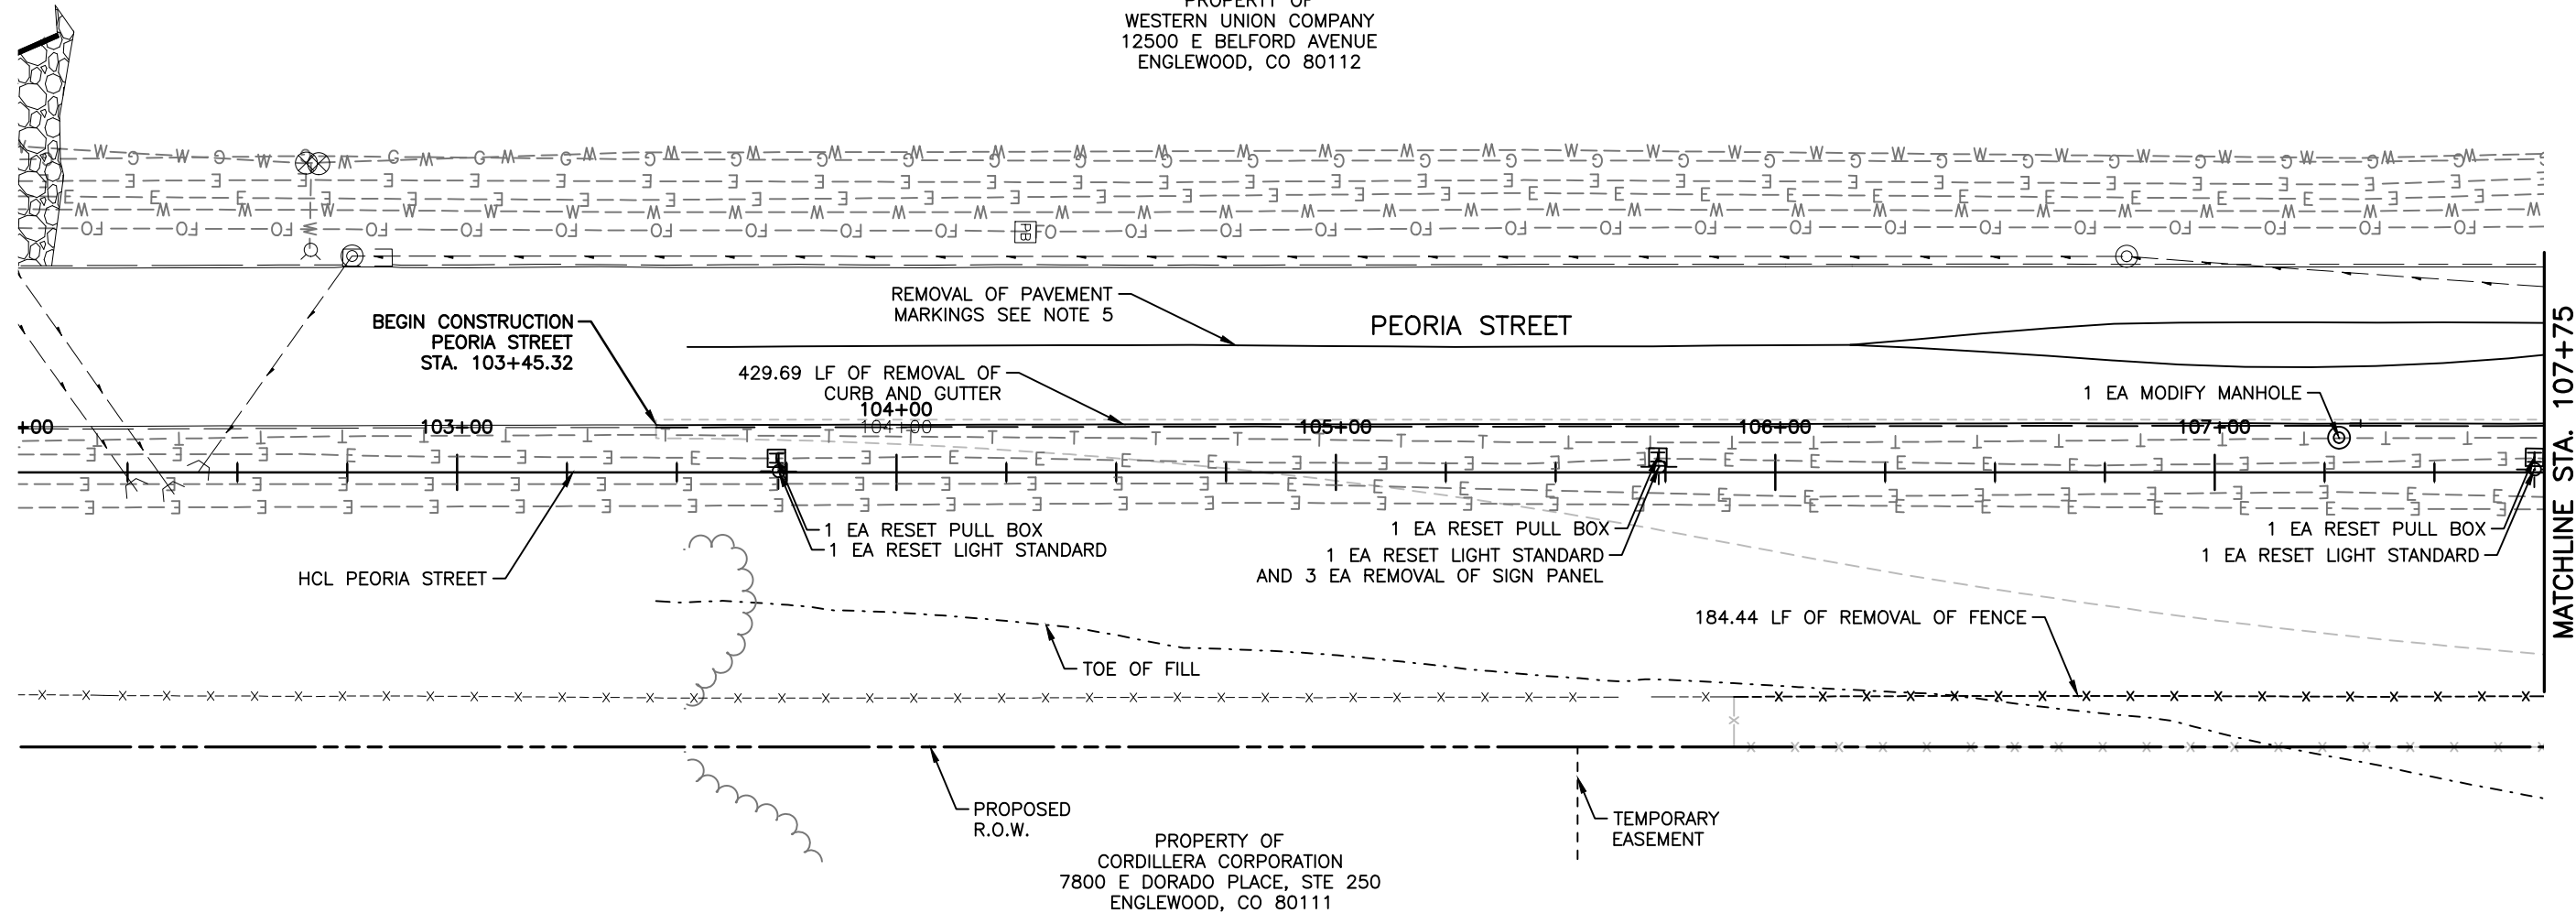 PROPERTY OF
WESTERN UNION COMPANY
12500 E BELFORD AVENUE
ENGLEWOOD, CO 80112
PB
REMOVAL OF PAVEMENT
MARKINGS SEE NOTE 5
PEORIA STREET
BEGIN CONSTRUCTION
PEORIA STREET
STA. 103+45.32
429.69 LF OF REMOVAL OF
CURB AND GUTTER
1 EA MODIFY MANHOLE
MATCHLINE STA. 107+75
+00
103+00
104+00
104+00
105+00
106+00
107+00
1 EA RESET PULL BOX
1 EA RESET LIGHT STANDARD
1 EA RESET PULL BOX
1 EA RESET LIGHT STANDARD
AND 3 EA REMOVAL OF SIGN PANEL
1 EA RESET PULL BOX
1 EA RESET LIGHT STANDARD
HCL PEORIA STREET
184.44 LF OF REMOVAL OF FENCE
TOE OF FILL
PROPOSED
R.O.W.
TEMPORARY
EASEMENT
PROPERTY OF
CORDILLERA CORPORATION
7800 E DORADO PLACE, STE 250
ENGLEWOOD, CO 80111